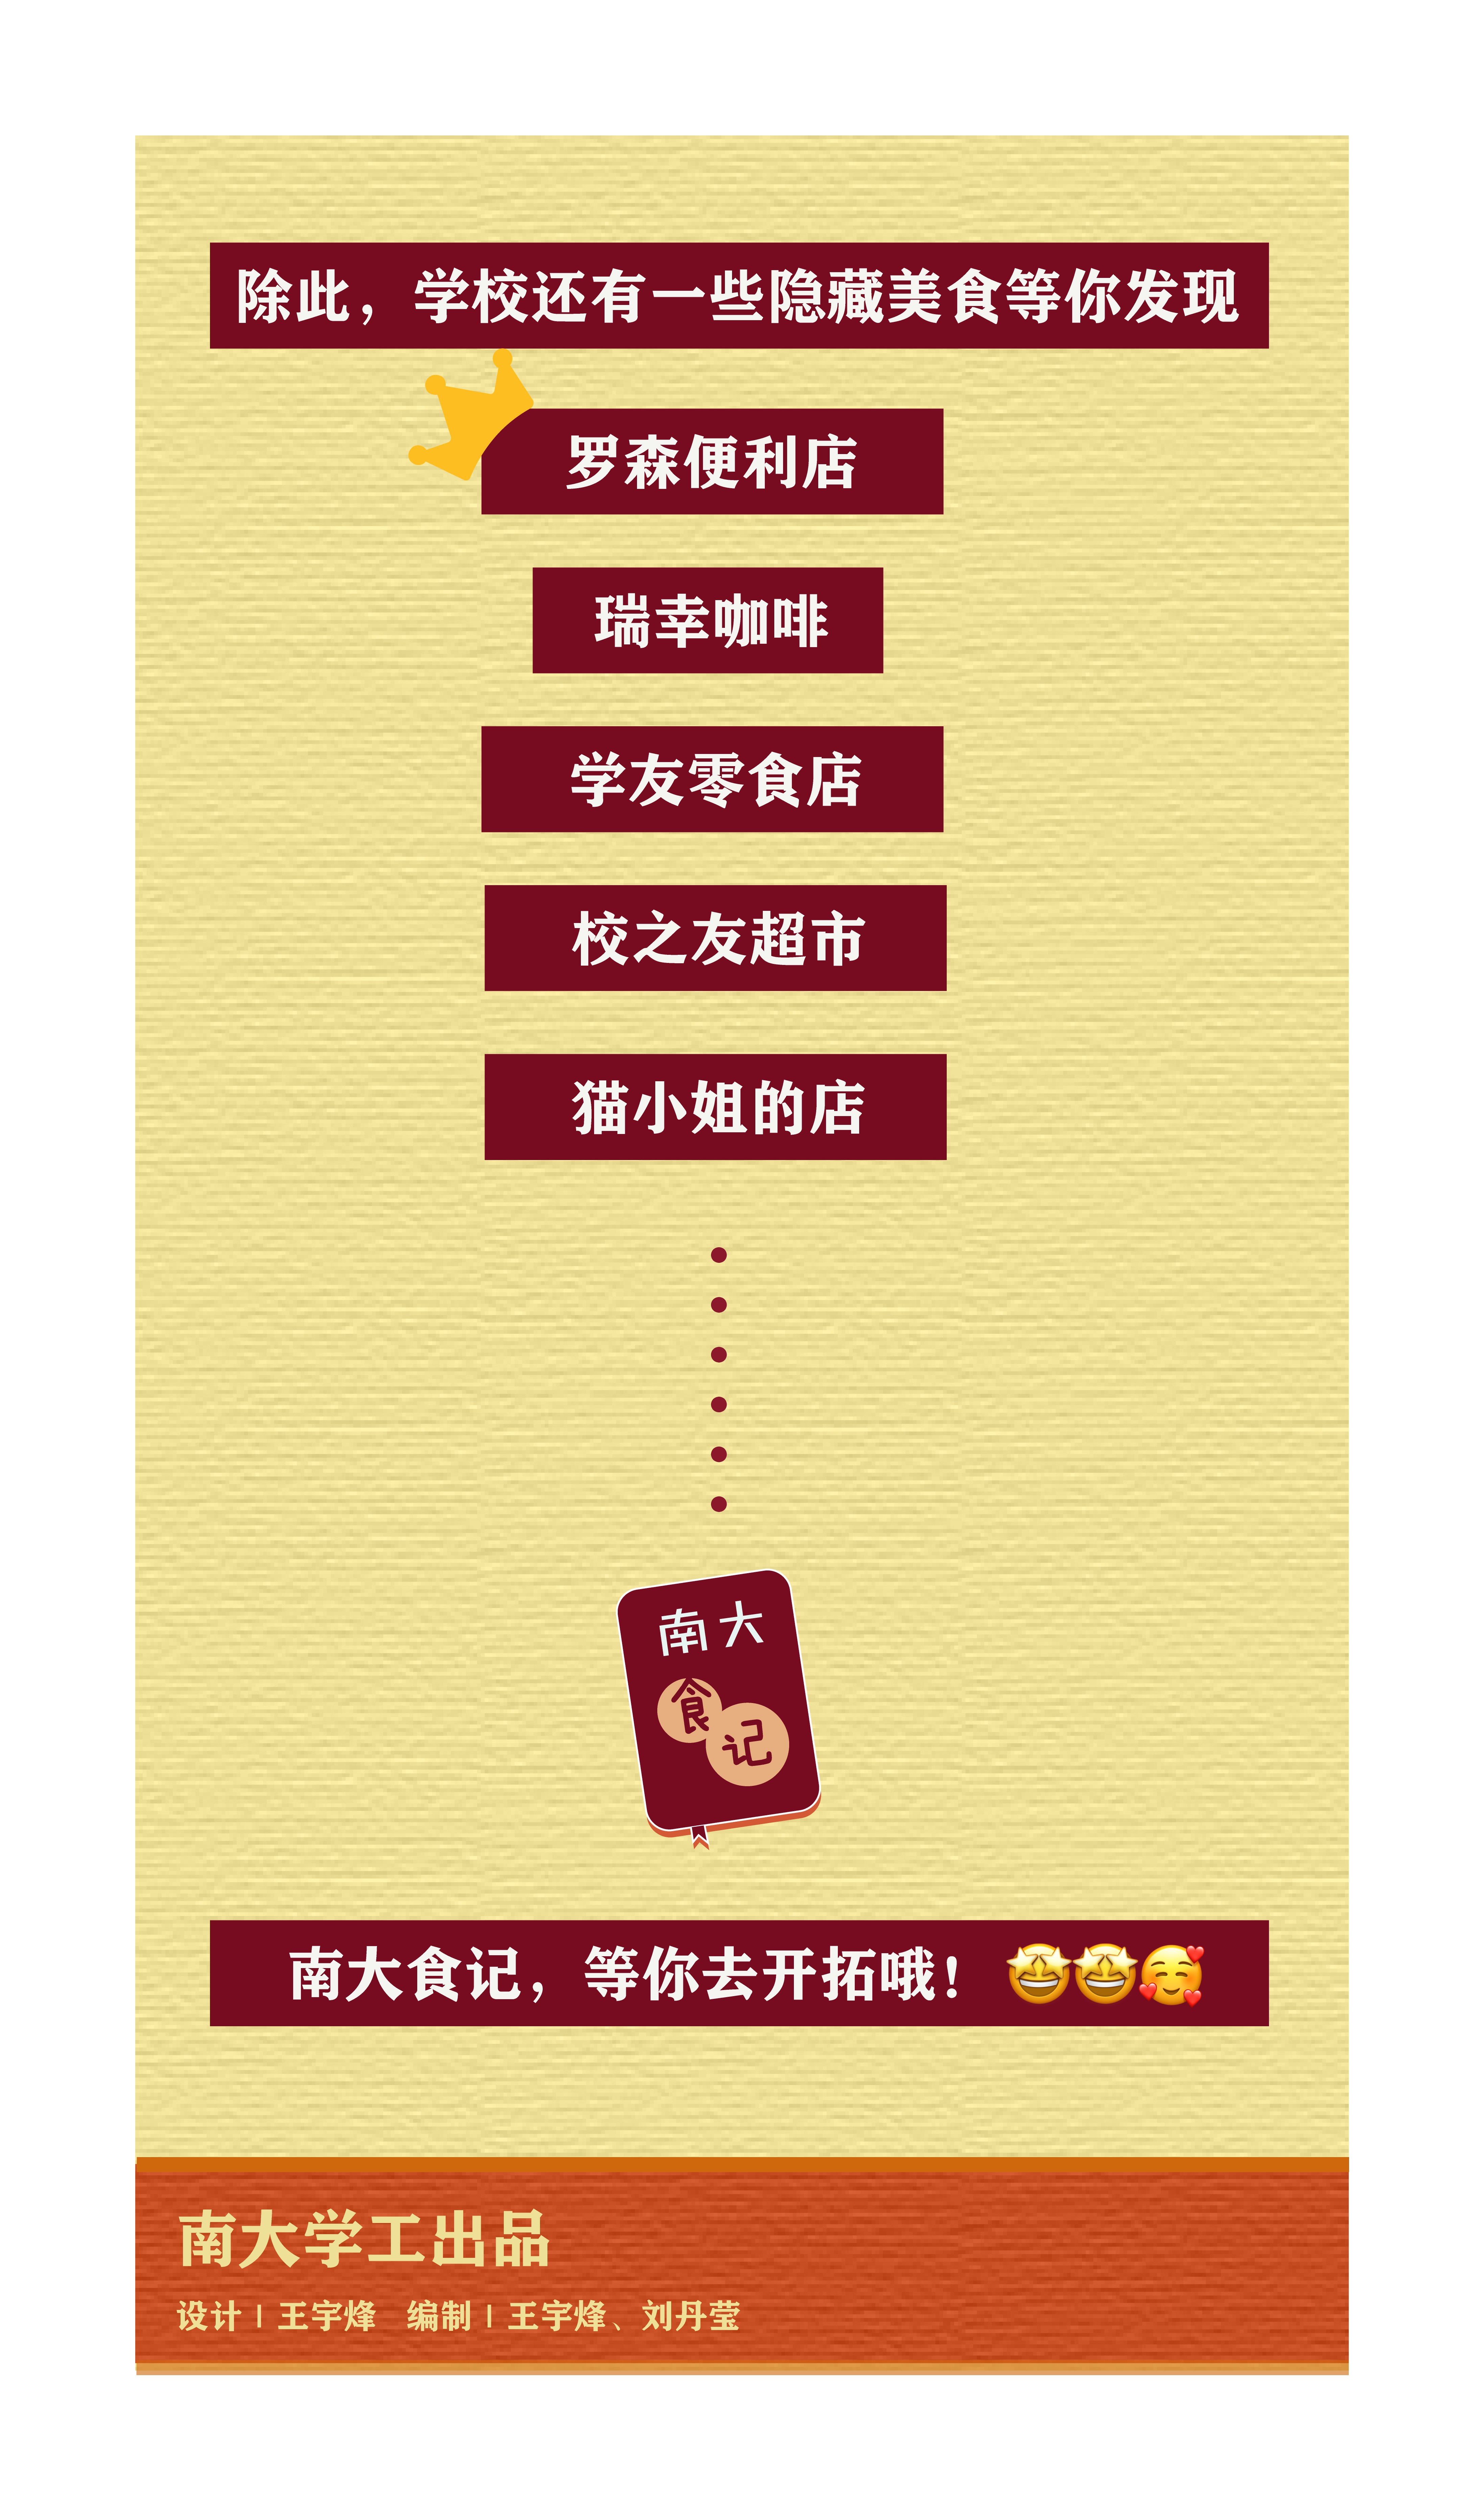 除此，学校还有一些隐藏美食等你发现
罗森便利店
瑞幸咖啡
学友零食店
校之友超市
猫小姐的店
南大
食
记
南大食记，等你去开拓哦！🤩🤩🥰
南大学工出品
设计 | 王宇烽 编制 | 王宇烽、刘丹莹